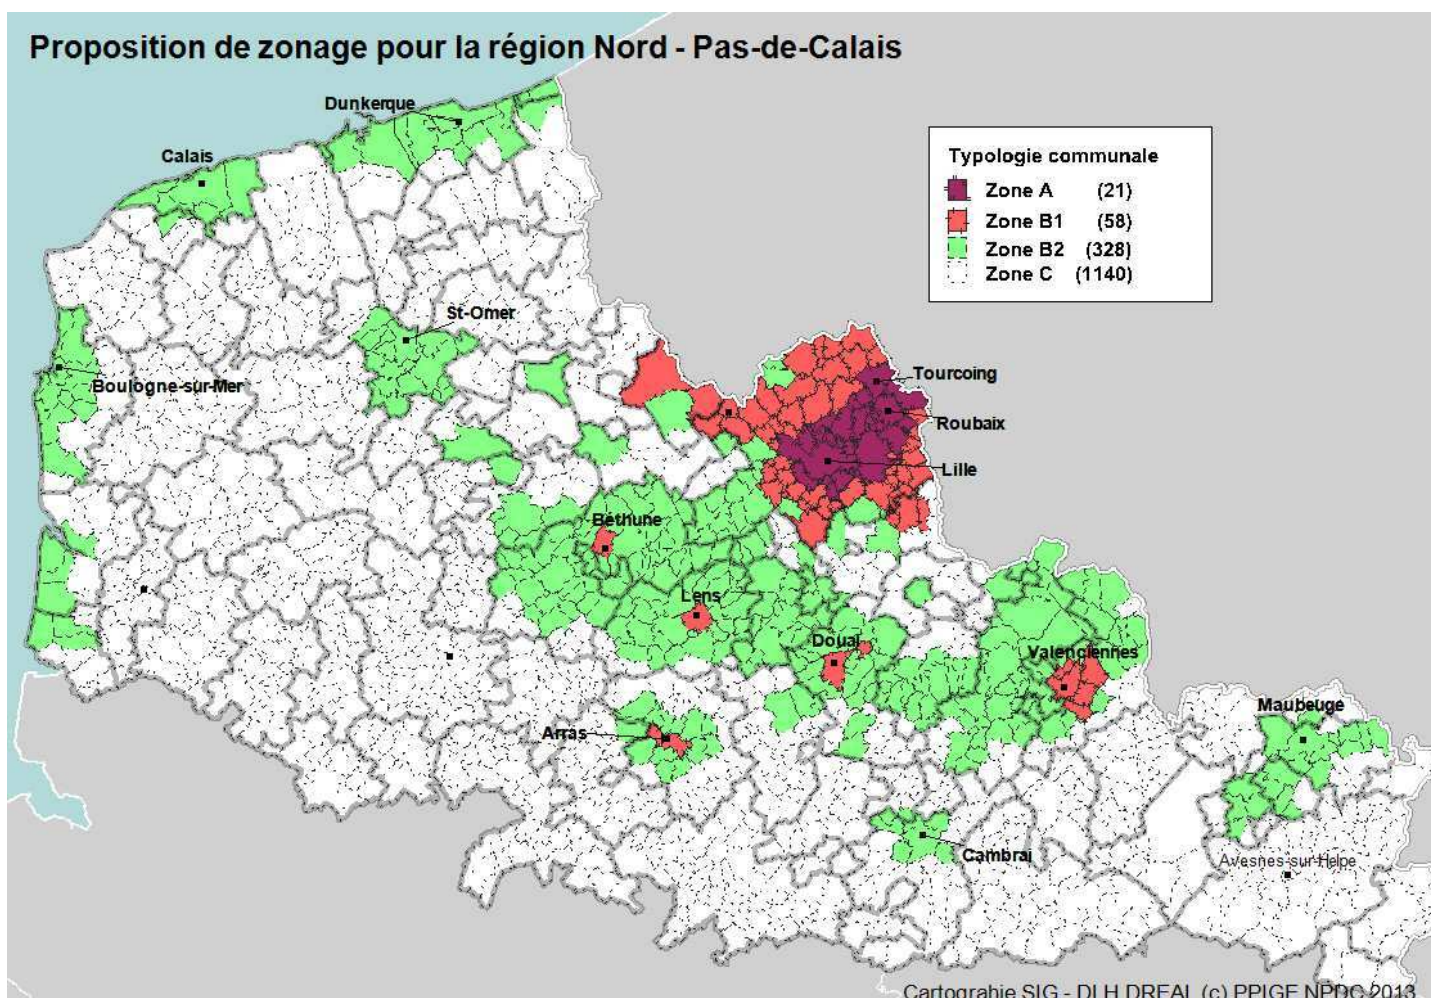 Proposition de zonage pour la région Nord - Pas-de-Calais
Dunkerque
Calais
Typologie communale
Zone A (21)
Zone B1 (58)
Zone B2 (328)
Zone C (1140)
St-Omer
Boulogne-sur-Mer
Tourcoing
Roubaix
Lille
Béthune
Lens
Douai
Valenciennes
Maubeuge
Arras
Cambrai
Avesnes-sur-Helpe
Cartograhie SIG - DLH DREAL (c) PPIGE NPDC 2013